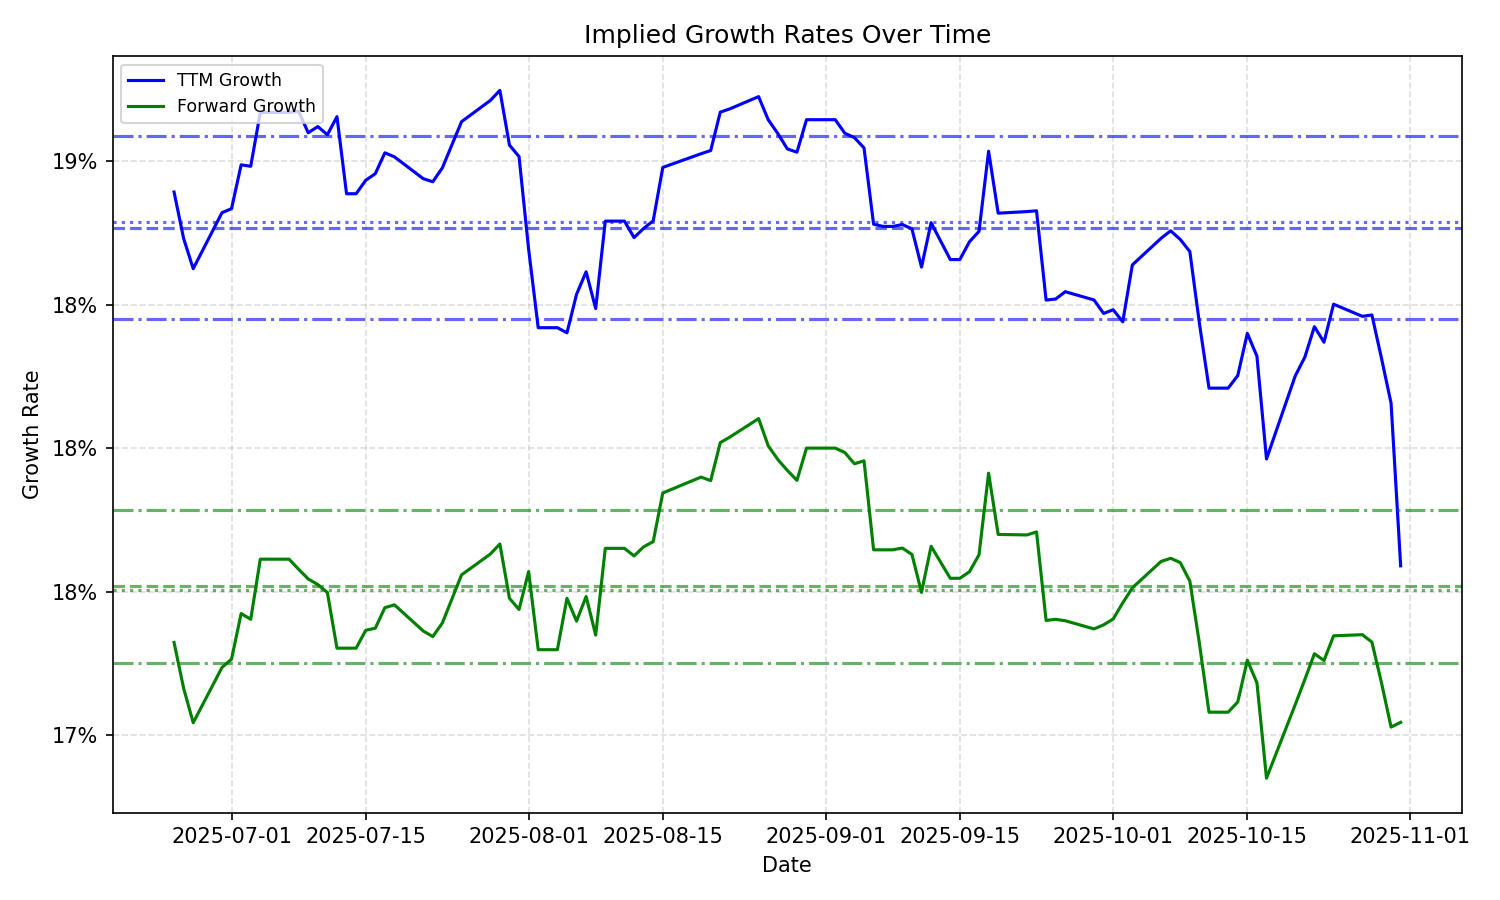 Implied Growth Rates Over Time
TTM Growth
Forward Growth
19%
18%
18%
18%
17%
Growth Rate
2025-07-01 2025-07-15 2025-08-01 2025-08-15 2025-09-01 2025-09-15 2025-10-01 2025-10-15 2025-11-01
Date